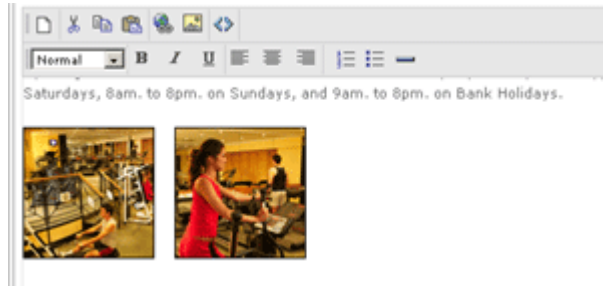 Normal
B I U
Saturdays, 8am. to 8pm. on Sundays, and 9am. to 8pm. on Bank Holidays.